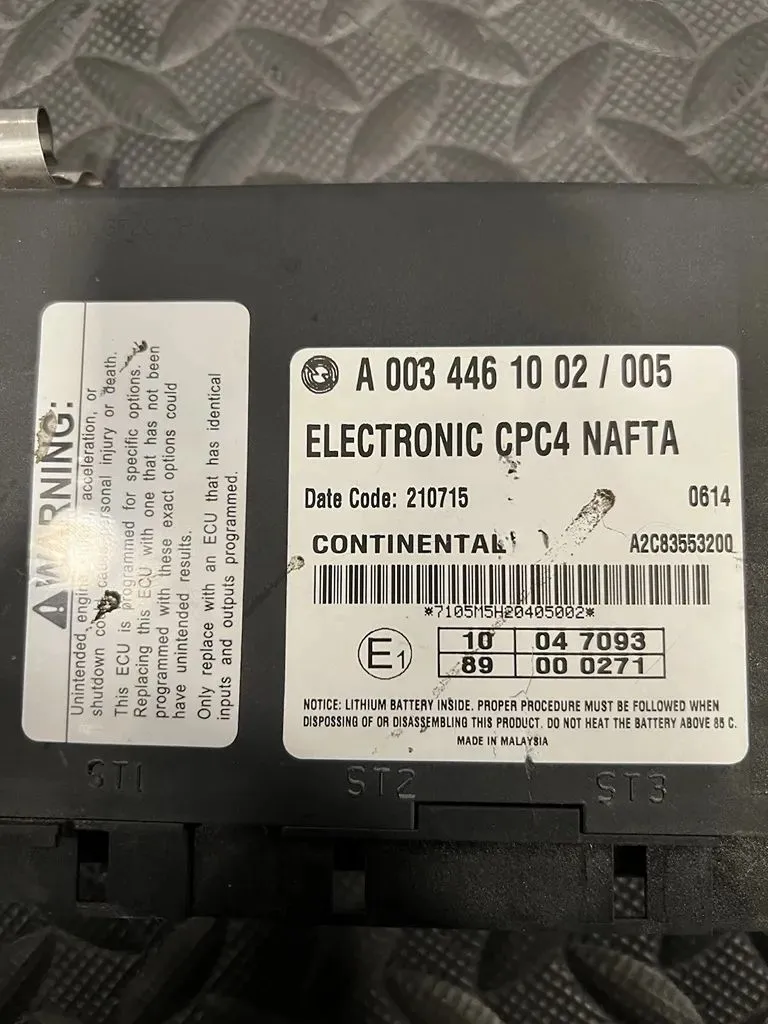 WARNING:
Unintended, engine acceleration, or
shutdown could cause personal injury or death.
This ECU is programmed for specific options.
Replacing this ECU with one that has not been
programmed with these exact options could
have unintended results.
Only replace with an ECU that has identical
inputs and outputs programmed.
A 003 446 10 02 / 005
ELECTRONIC CPC4 NAFTA
Date Code: 210715 0614
CONTINENTAL A2C83553200
*7105M5H20405002*
E1
10 04 7093
89 00 0271
NOTICE: LITHIUM BATTERY INSIDE. PROPER PROCEDURE MUST BE FOLLOWED WHEN
DISPOSSING OF OR DISASSEMBLING THIS PRODUCT. DO NOT HEAT THE BATTERY ABOVE 85 C.
MADE IN MALAYSIA
ST1 ST2 ST3